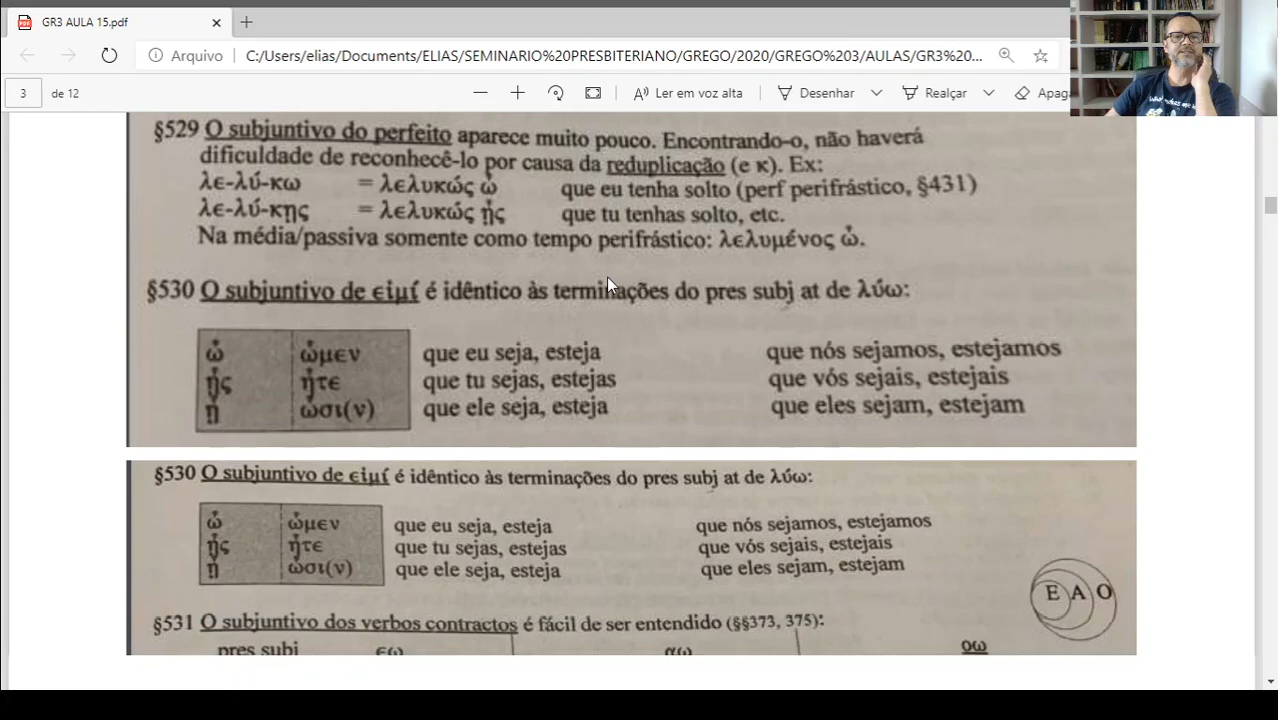 GR3 AULA 15.pdf
Arquivo C:/Users/elias/Documents/ELIAS/SEMINARIO%20PRESBITERIANO/GREGO/2020/GREGO%203/AULAS/GR3%20...
3 de 12 Ler em voz alta Desenhar Realçar Apag
§529 O subjuntivo do perfeito aparece muito pouco. Encontrando-o, não haverá
dificuldade de reconhecê-lo por causa da reduplicação (e κ). Ex:
λε-λύ-κω = λελυκώς ὦ que eu tenha solto (perf perifrástico, §431)
λε-λύ-κῃς = λελυκώς ᾖς que tu tenhas solto, etc.
Na média/passiva somente como tempo perifrástico: λελυμένος ὦ.
§530 O subjuntivo de εἰμί é idêntico às terminações do pres subj at de λύω:
ὦ ὦμεν que eu seja, esteja que nós sejamos, estejamos
ᾖς ἦτε que tu sejas, estejas que vós sejais, estejais
ᾖ ὦσι(ν) que ele seja, esteja que eles sejam, estejam
§530 O subjuntivo de εἰμί é idêntico às terminações do pres subj at de λύω:
ὦ ὦμεν que eu seja, esteja que nós sejamos, estejamos
ᾖς ἦτε que tu sejas, estejas que vós sejais, estejais
ᾖ ὦσι(ν) que ele seja, esteja que eles sejam, estejam
E A O
§531 O subjuntivo dos verbos contractos é fácil de ser entendido (§§373, 375):
pres subj εω αω οω